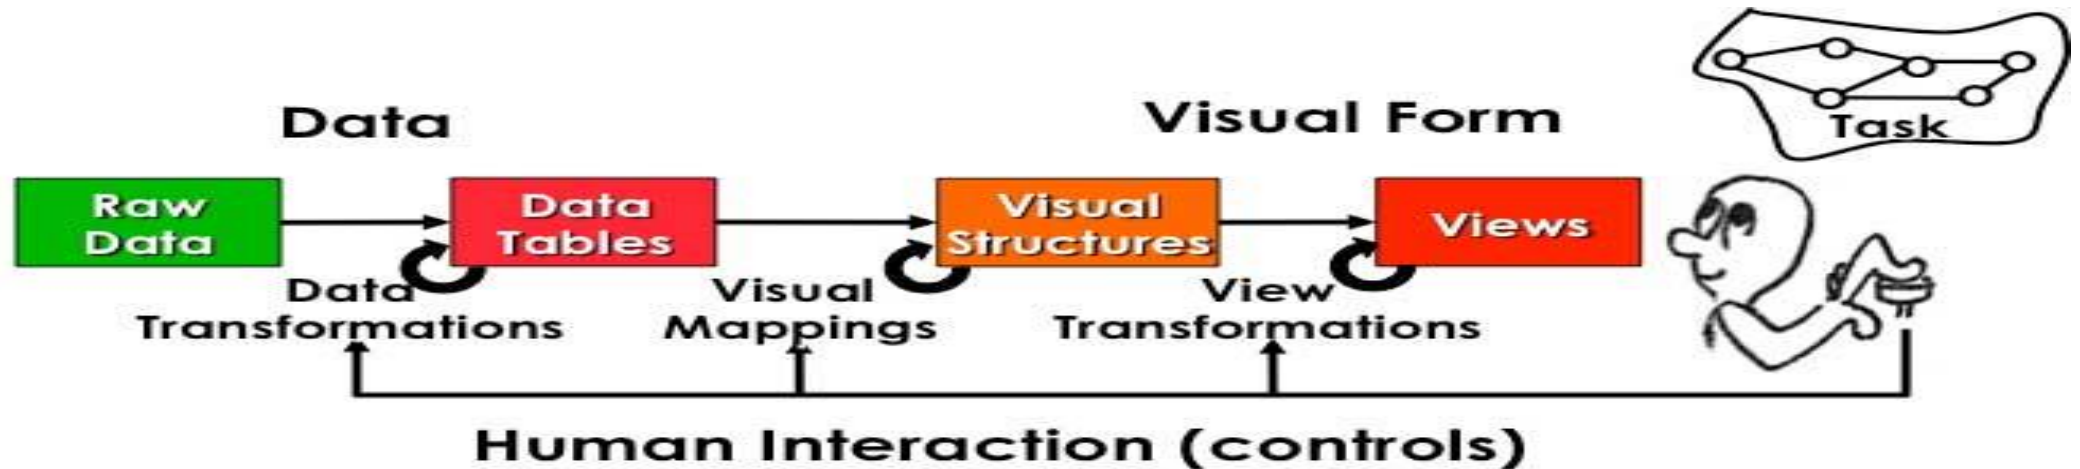 Data
Visual Form
Task
Raw
Data
Data
Tables
Visual
Structures
Views
Data
Transformations
Visual
Mappings
View
Transformations
Human Interaction (controls)